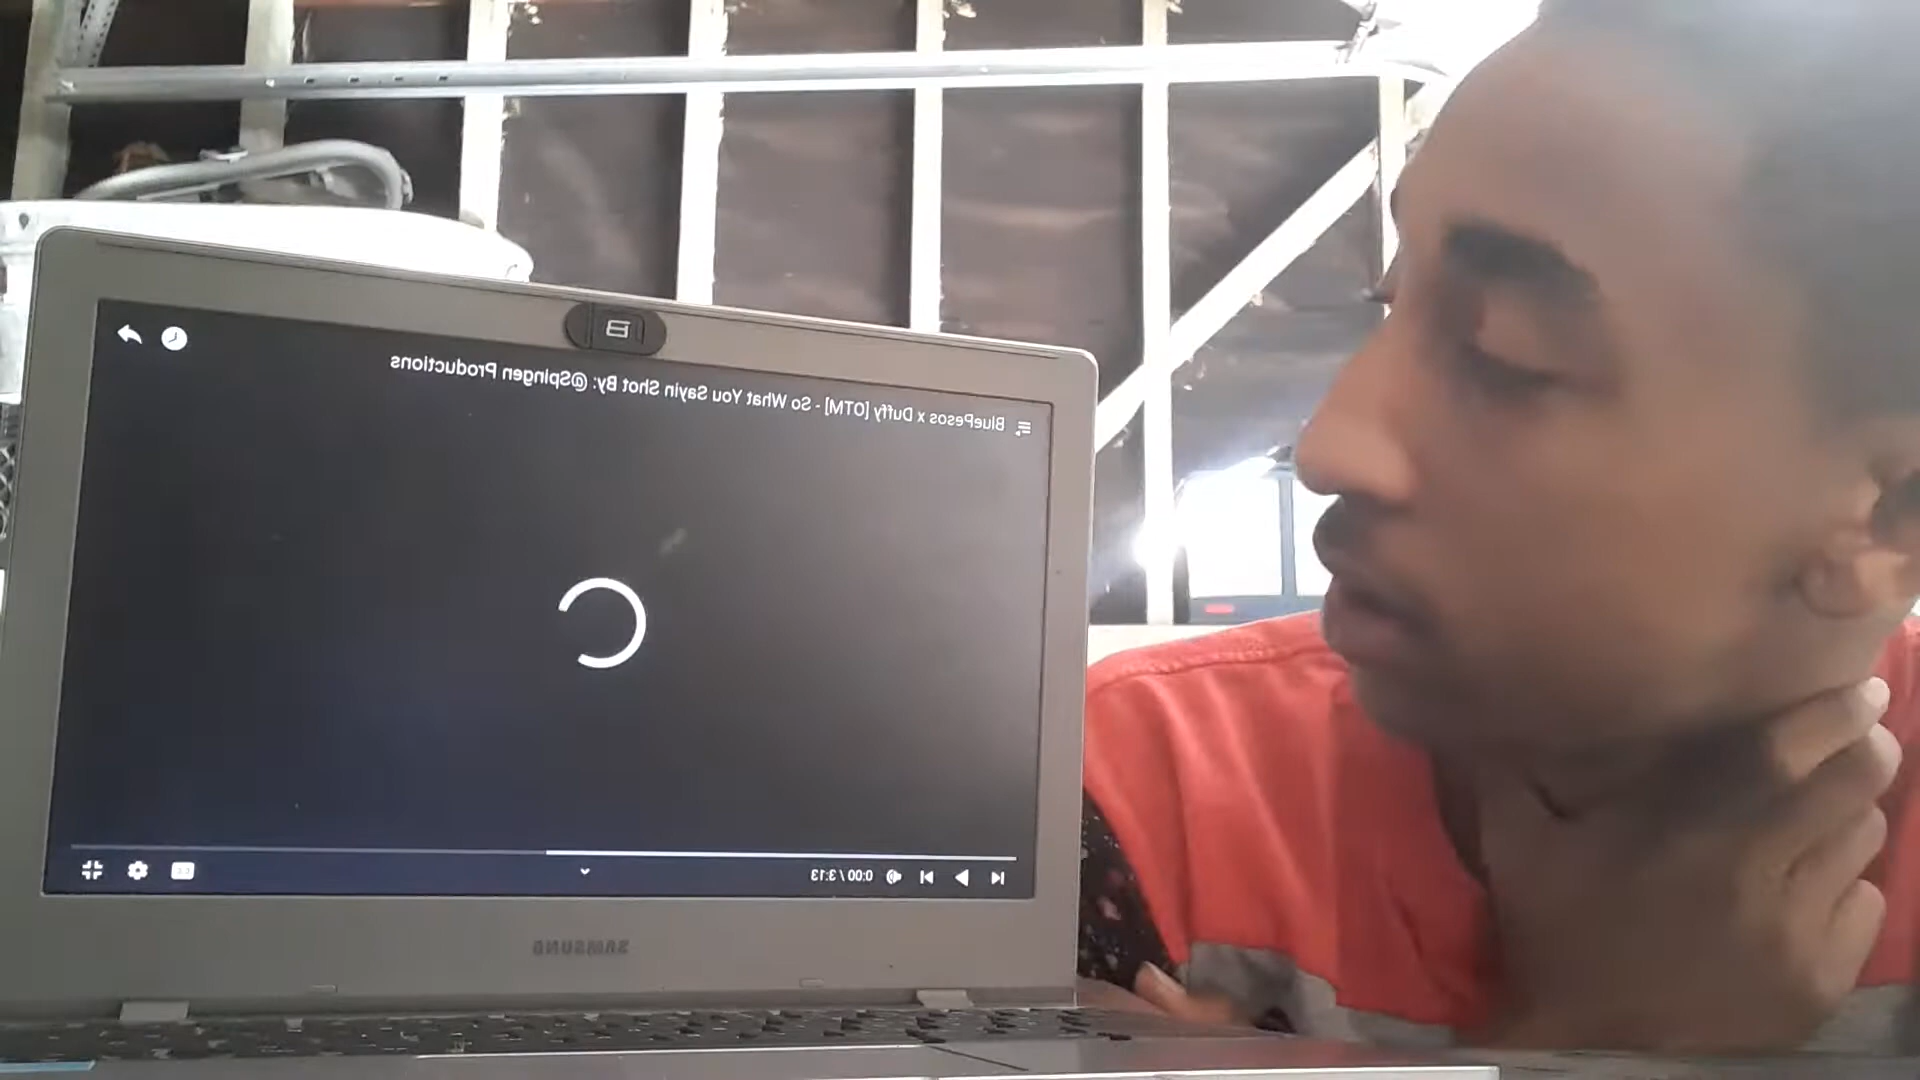 BluePesos x Duffy [OTM] - So What You Sayin Shot By: @Spingen Productions
0:00 / 3:13
SAMSUNG